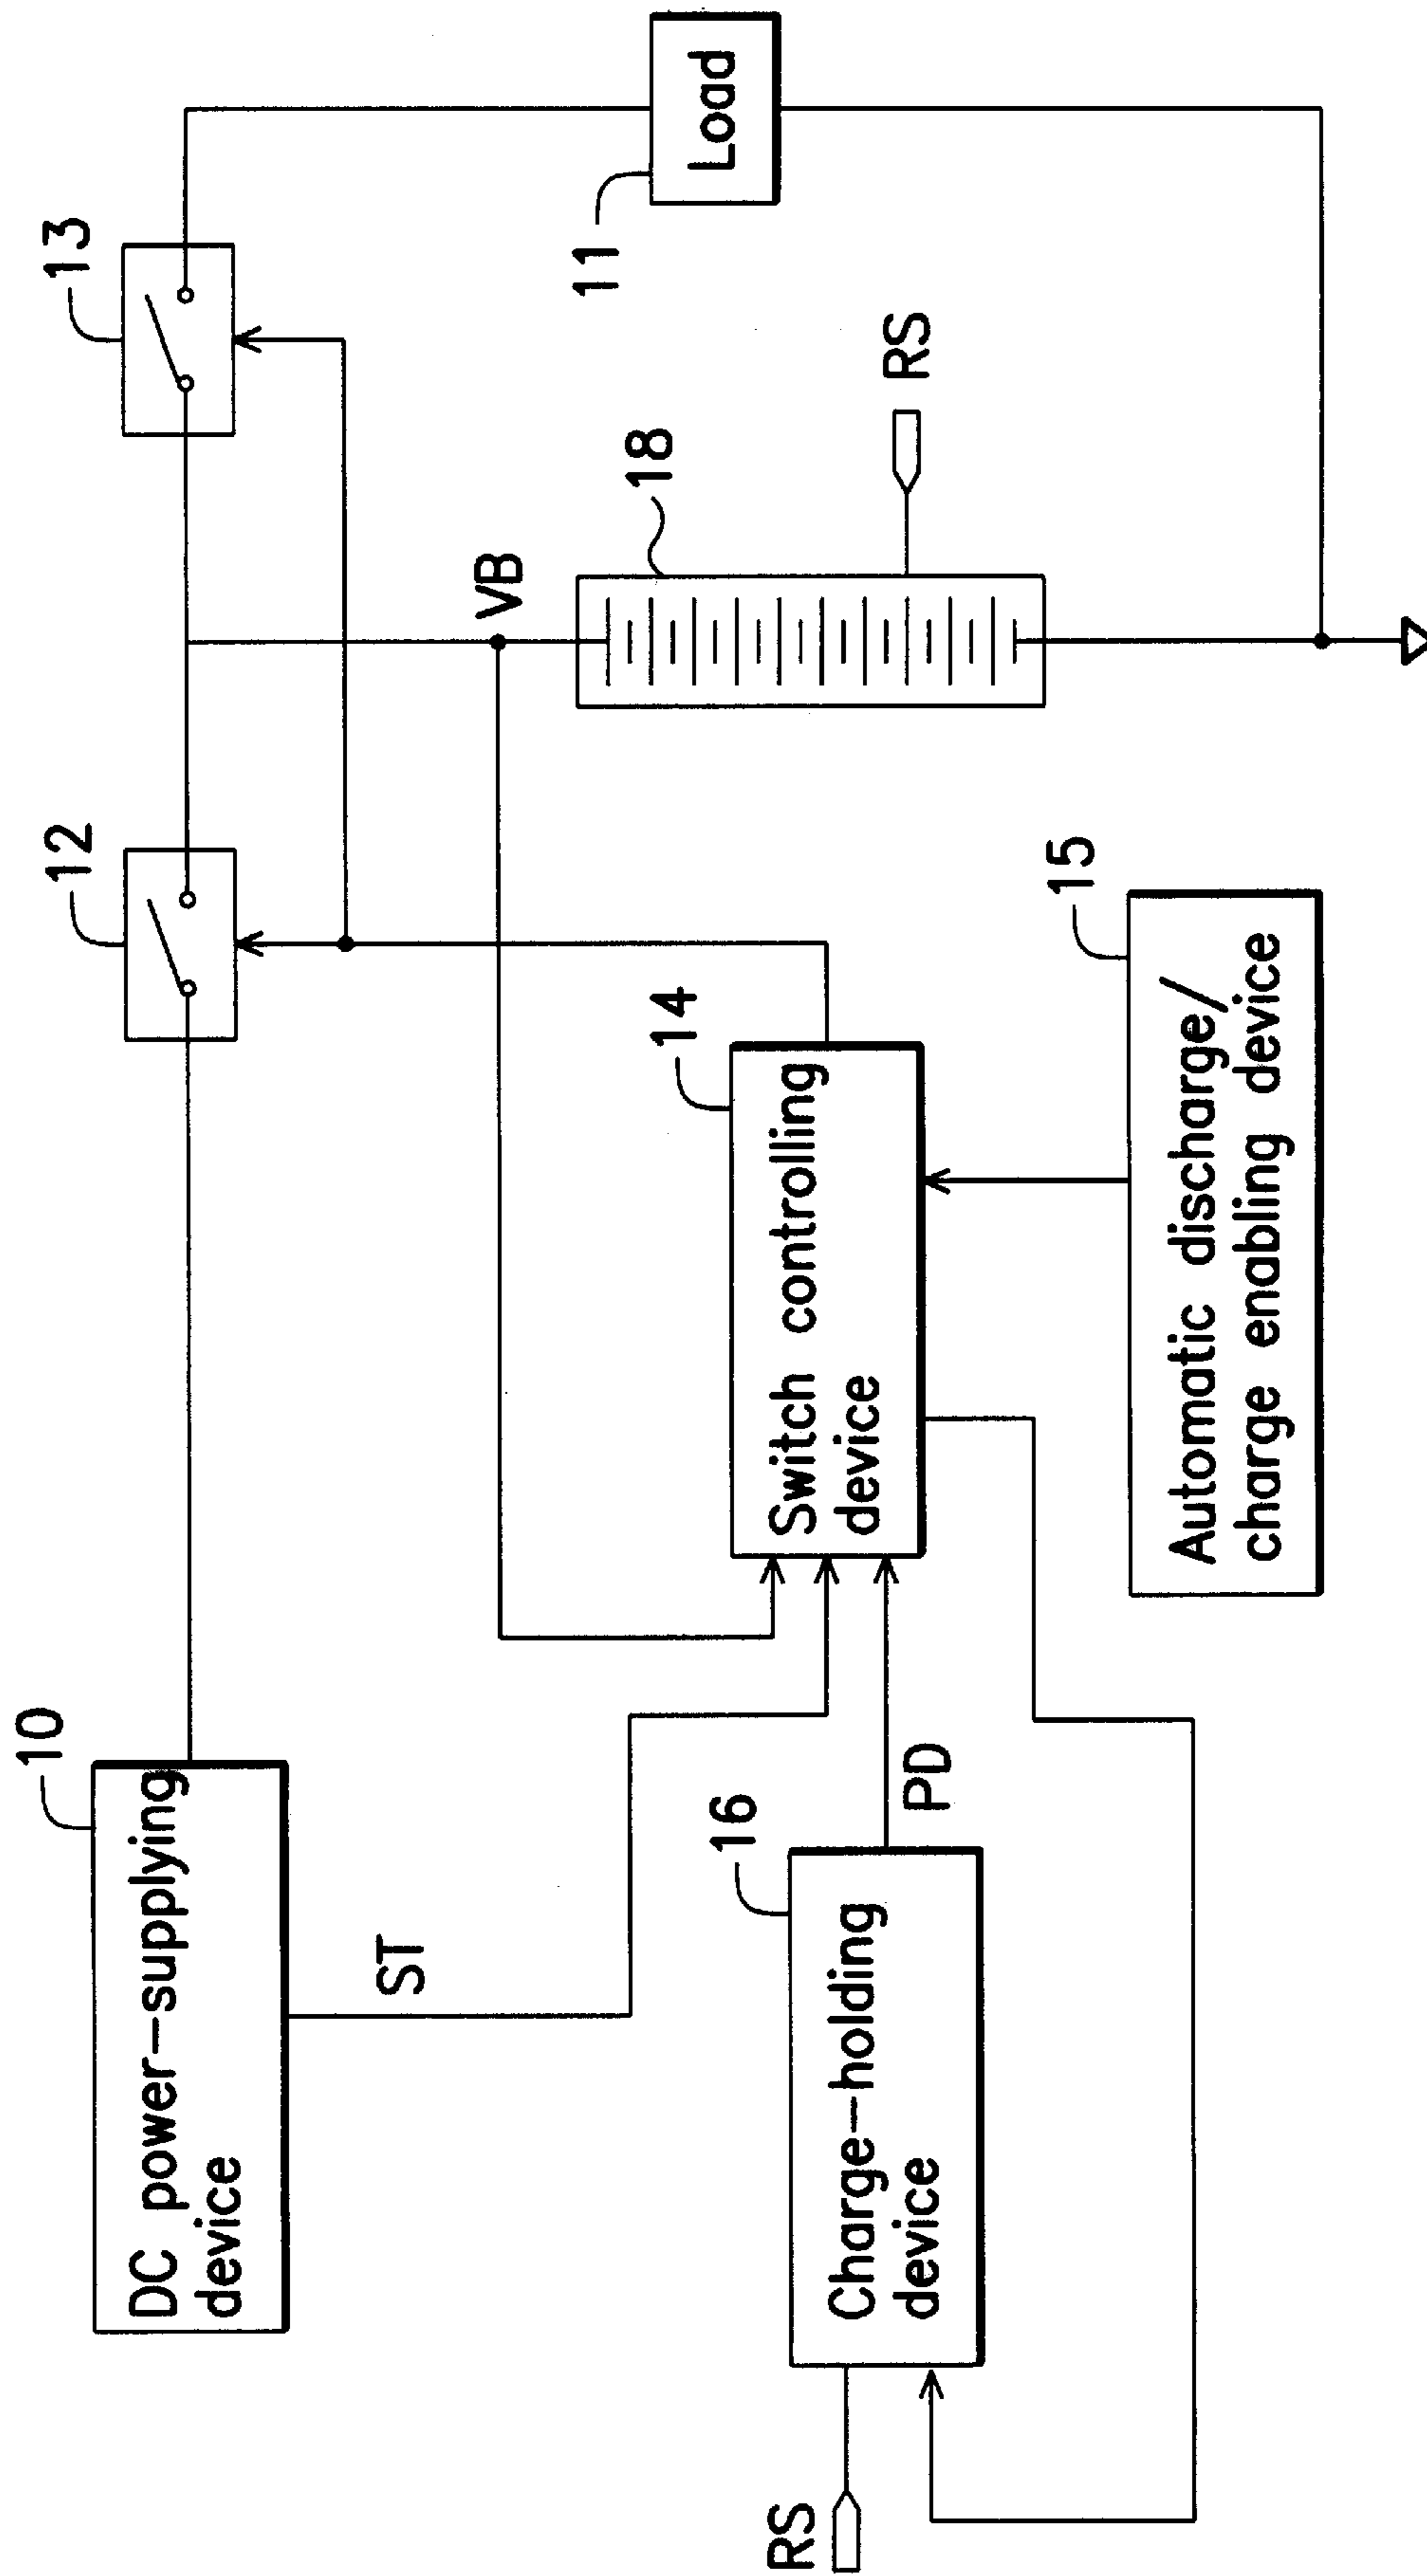 10
DC power-supplying
device
12
13
ST
VB
18
RS
11
Load
14
Switch controlling
device
16
Charge-holding
device
PD
RS
15
Automatic discharge/
charge enabling device